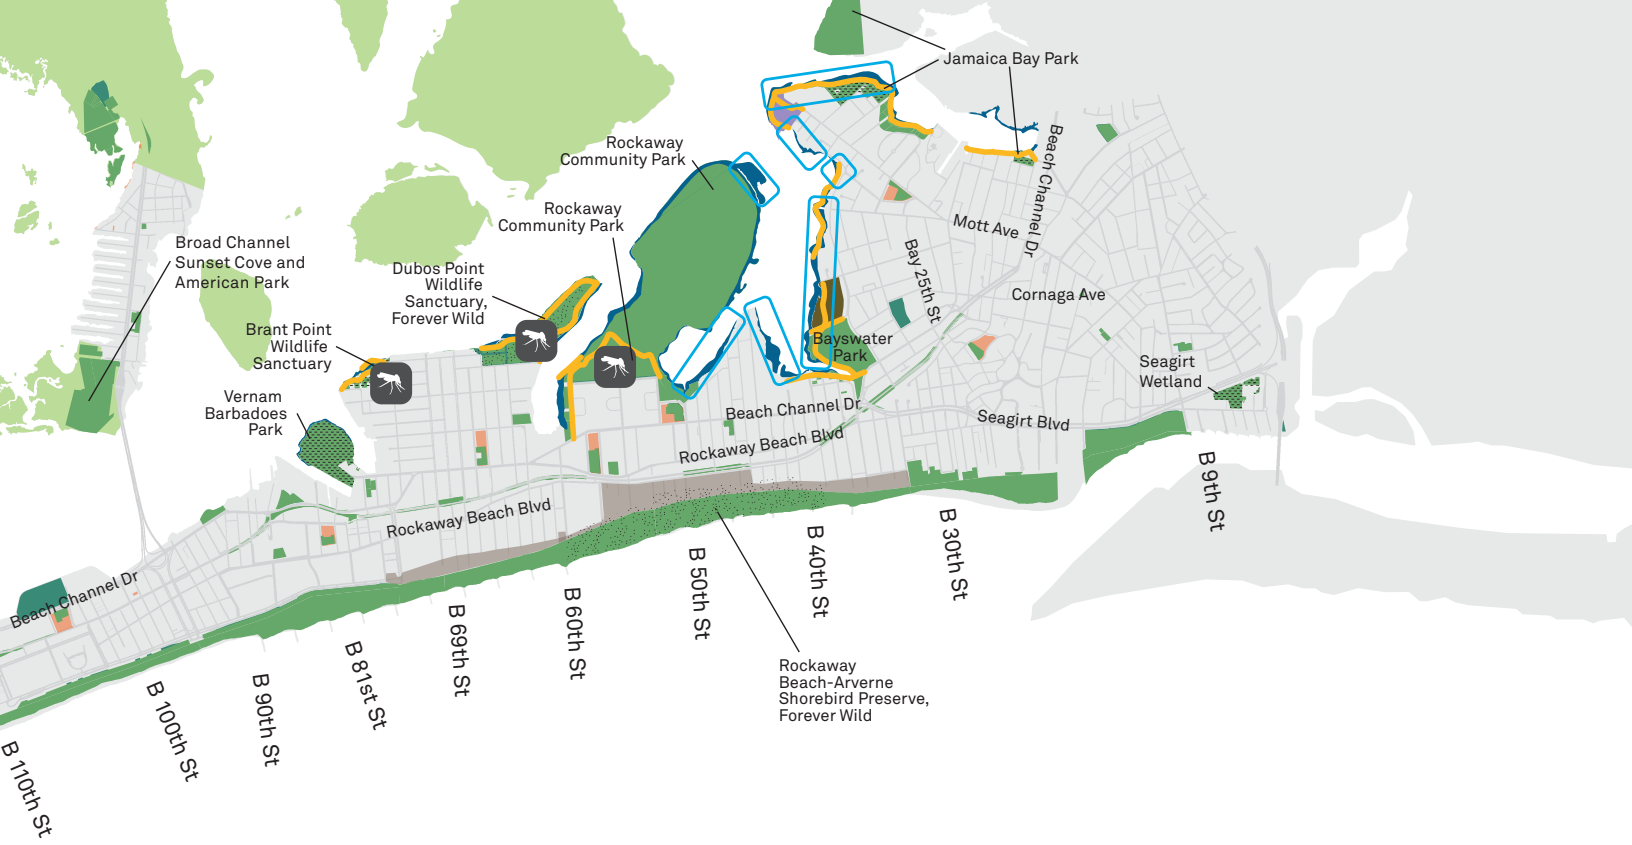 Jamaica Bay Park
Rockaway
Community Park
Rockaway
Community Park
Beach Channel Dr
Mott Ave
Bay 25th St
Cornaga Ave
Broad Channel
Sunset Cove and
American Park
Dubos Point
Wildlife
Sanctuary,
Forever Wild
Brant Point
Wildlife
Sanctuary
Vernam
Barbadoes
Park
Bayswater
Park
Seagirt
Wetland
Beach Channel Dr
Seagirt Blvd
Rockaway Beach Blvd
Rockaway Beach Blvd
Beach Channel Dr
B 9th St
B 30th St
B 40th St
B 50th St
B 60th St
B 69th St
B 81st St
B 90th St
B 100th St
B 110th St
Rockaway
Beach-Arverne
Shorebird Preserve,
Forever Wild